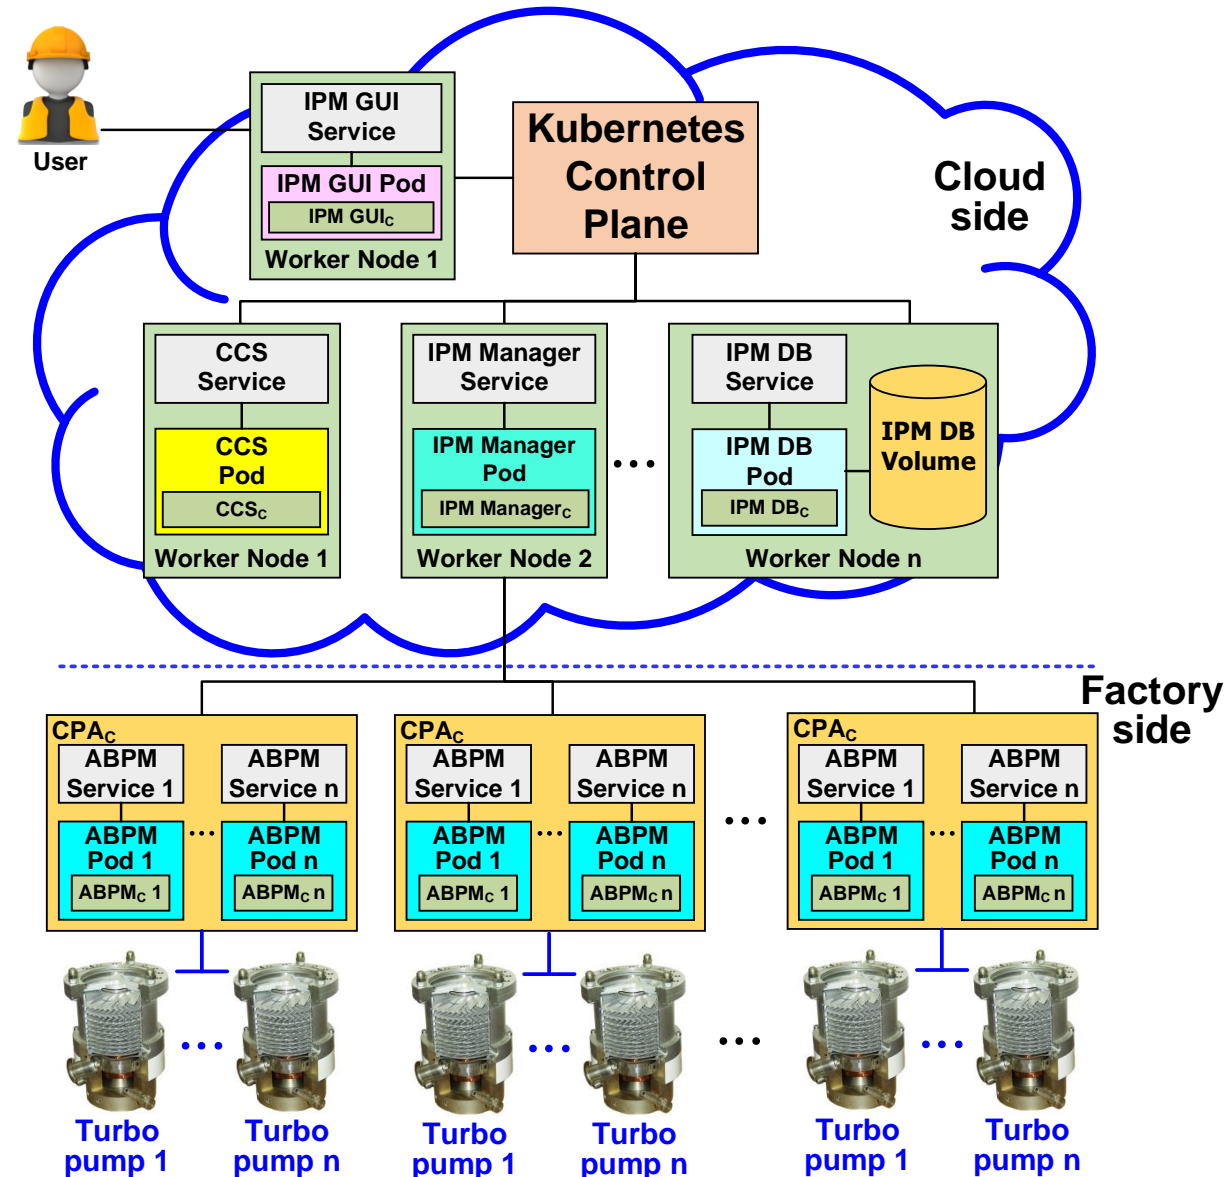 User
IPM GUI
Service
IPM GUI Pod
IPM GUIC
Worker Node 1
Kubernetes
Control
Plane
Cloud
side
CCS
Service
CCS
Pod
CCSC
Worker Node 1
IPM Manager
Service
IPM Manager
Pod
IPM ManagerC
Worker Node 2
...
IPM DB
Service
IPM DB
Pod
IPM DBC
IPM DB
Volume
Worker Node n
Factory
side
CPAC
ABPM
Service 1
ABPM
Service n
ABPM
Pod 1
ABPMC 1
...
ABPM
Pod n
ABPMC n
CPAC
ABPM
Service 1
ABPM
Service n
ABPM
Pod 1
ABPMC 1
...
ABPM
Pod n
ABPMC n
...
CPAC
ABPM
Service 1
ABPM
Service n
ABPM
Pod 1
ABPMC 1
...
ABPM
Pod n
ABPMC n
...
...
...
...
Turbo
pump 1
Turbo
pump n
Turbo
pump 1
Turbo
pump n
Turbo
pump 1
Turbo
pump n